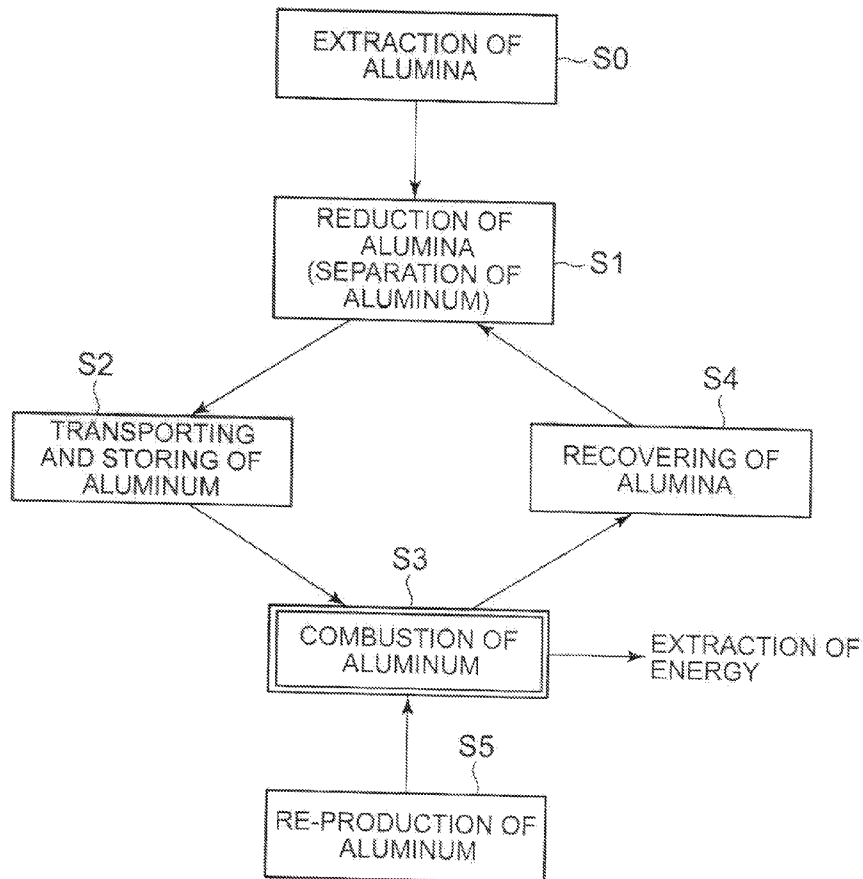 EXTRACTION OF
ALUMINA
S0
REDUCTION OF
ALUMINA
(SEPARATION OF
ALUMINUM)
S1
S2
TRANSPORTING
AND STORING OF
ALUMINUM
S4
RECOVERING OF
ALUMINA
S3
COMBUSTION OF
ALUMINUM
EXTRACTION OF
ENERGY
S5
RE-PRODUCTION OF
ALUMINUM